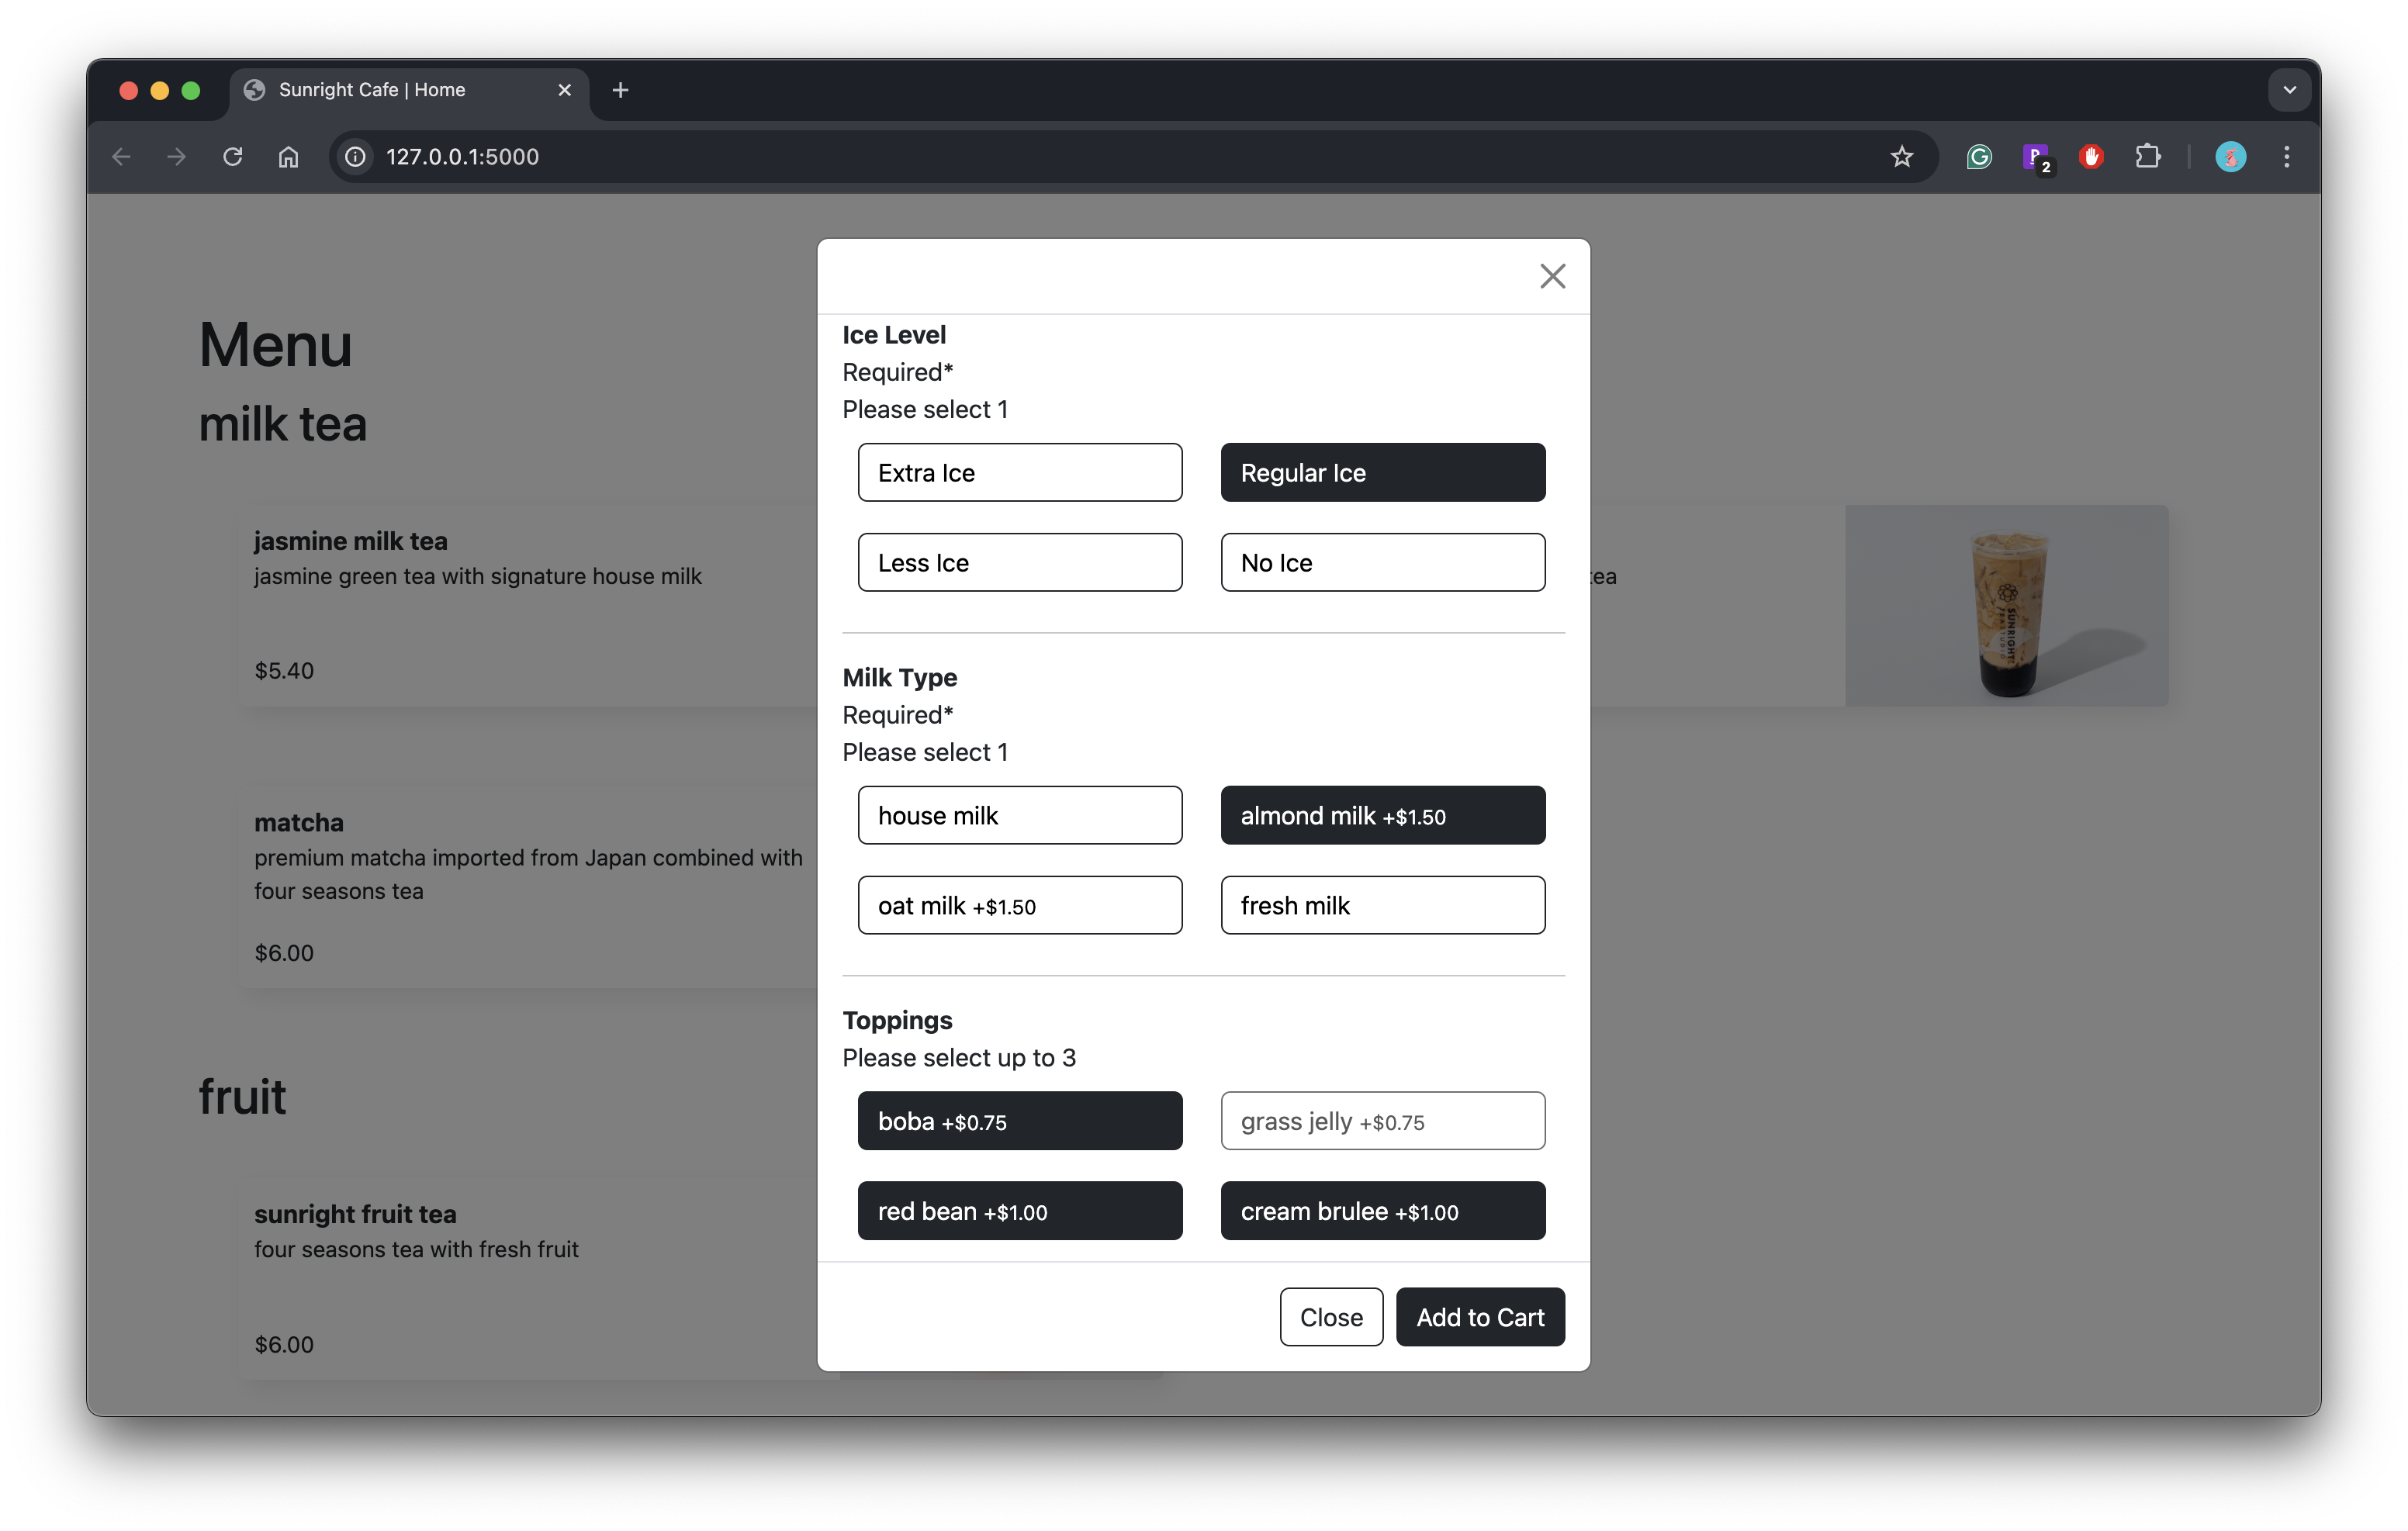 Sunright Cafe | Home
127.0.0.1:5000
2
Menu
milk tea
jasmine milk tea
jasmine green tea with signature house milk
$5.40
tea
SUNRIGHT
matcha
premium matcha imported from Japan combined with
four seasons tea
$6.00
fruit
sunright fruit tea
four seasons tea with fresh fruit
$6.00
Ice Level
Required*
Please select 1
Extra Ice
Regular Ice
Less Ice
No Ice
Milk Type
Required*
Please select 1
house milk
almond milk +$1.50
oat milk +$1.50
fresh milk
Toppings
Please select up to 3
boba +$0.75
grass jelly +$0.75
red bean +$1.00
cream brulee +$1.00
Close
Add to Cart